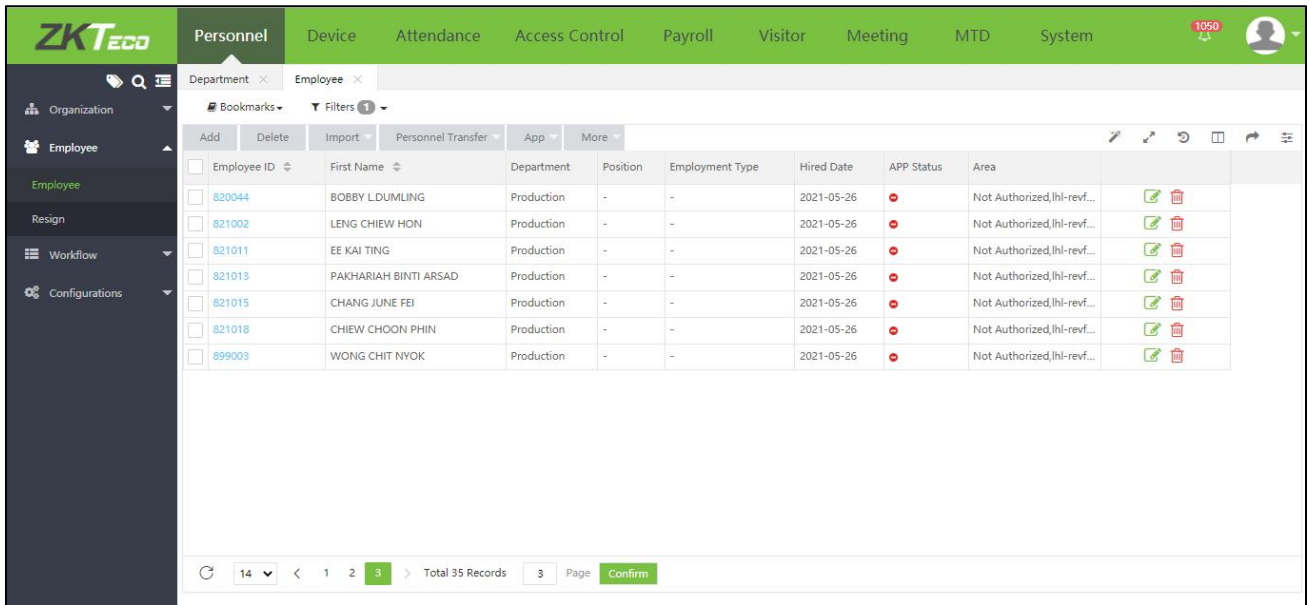 ZKTeco Personnel Device Attendance Access Control Payroll Visitor Meeting MTD System 1050
Department × Employee ×
Bookmarks Filters 1
Organization
Employee
Employee
Resign
Workflow
Configurations
Add Delete Import Personnel Transfer App More
Employee ID First Name Department Position Employment Type Hired Date APP Status Area
820044 BOBBY L.DUMLING Production - - 2021-05-26 Not Authorized,lhl-revf...
821002 LENG CHIEW HON Production - - 2021-05-26 Not Authorized,lhl-revf...
821011 EE KAI TING Production - - 2021-05-26 Not Authorized,lhl-revf...
821013 PAKHARIAH BINTI ARSAD Production - - 2021-05-26 Not Authorized,lhl-revf...
821015 CHANG JUNE FEI Production - - 2021-05-26 Not Authorized,lhl-revf...
821018 CHIEW CHOON PHIN Production - - 2021-05-26 Not Authorized,lhl-revf...
899003 WONG CHIT NYOK Production - - 2021-05-26 Not Authorized,lhl-revf...
14 < 1 2 3 > Total 35 Records 3 Page Confirm